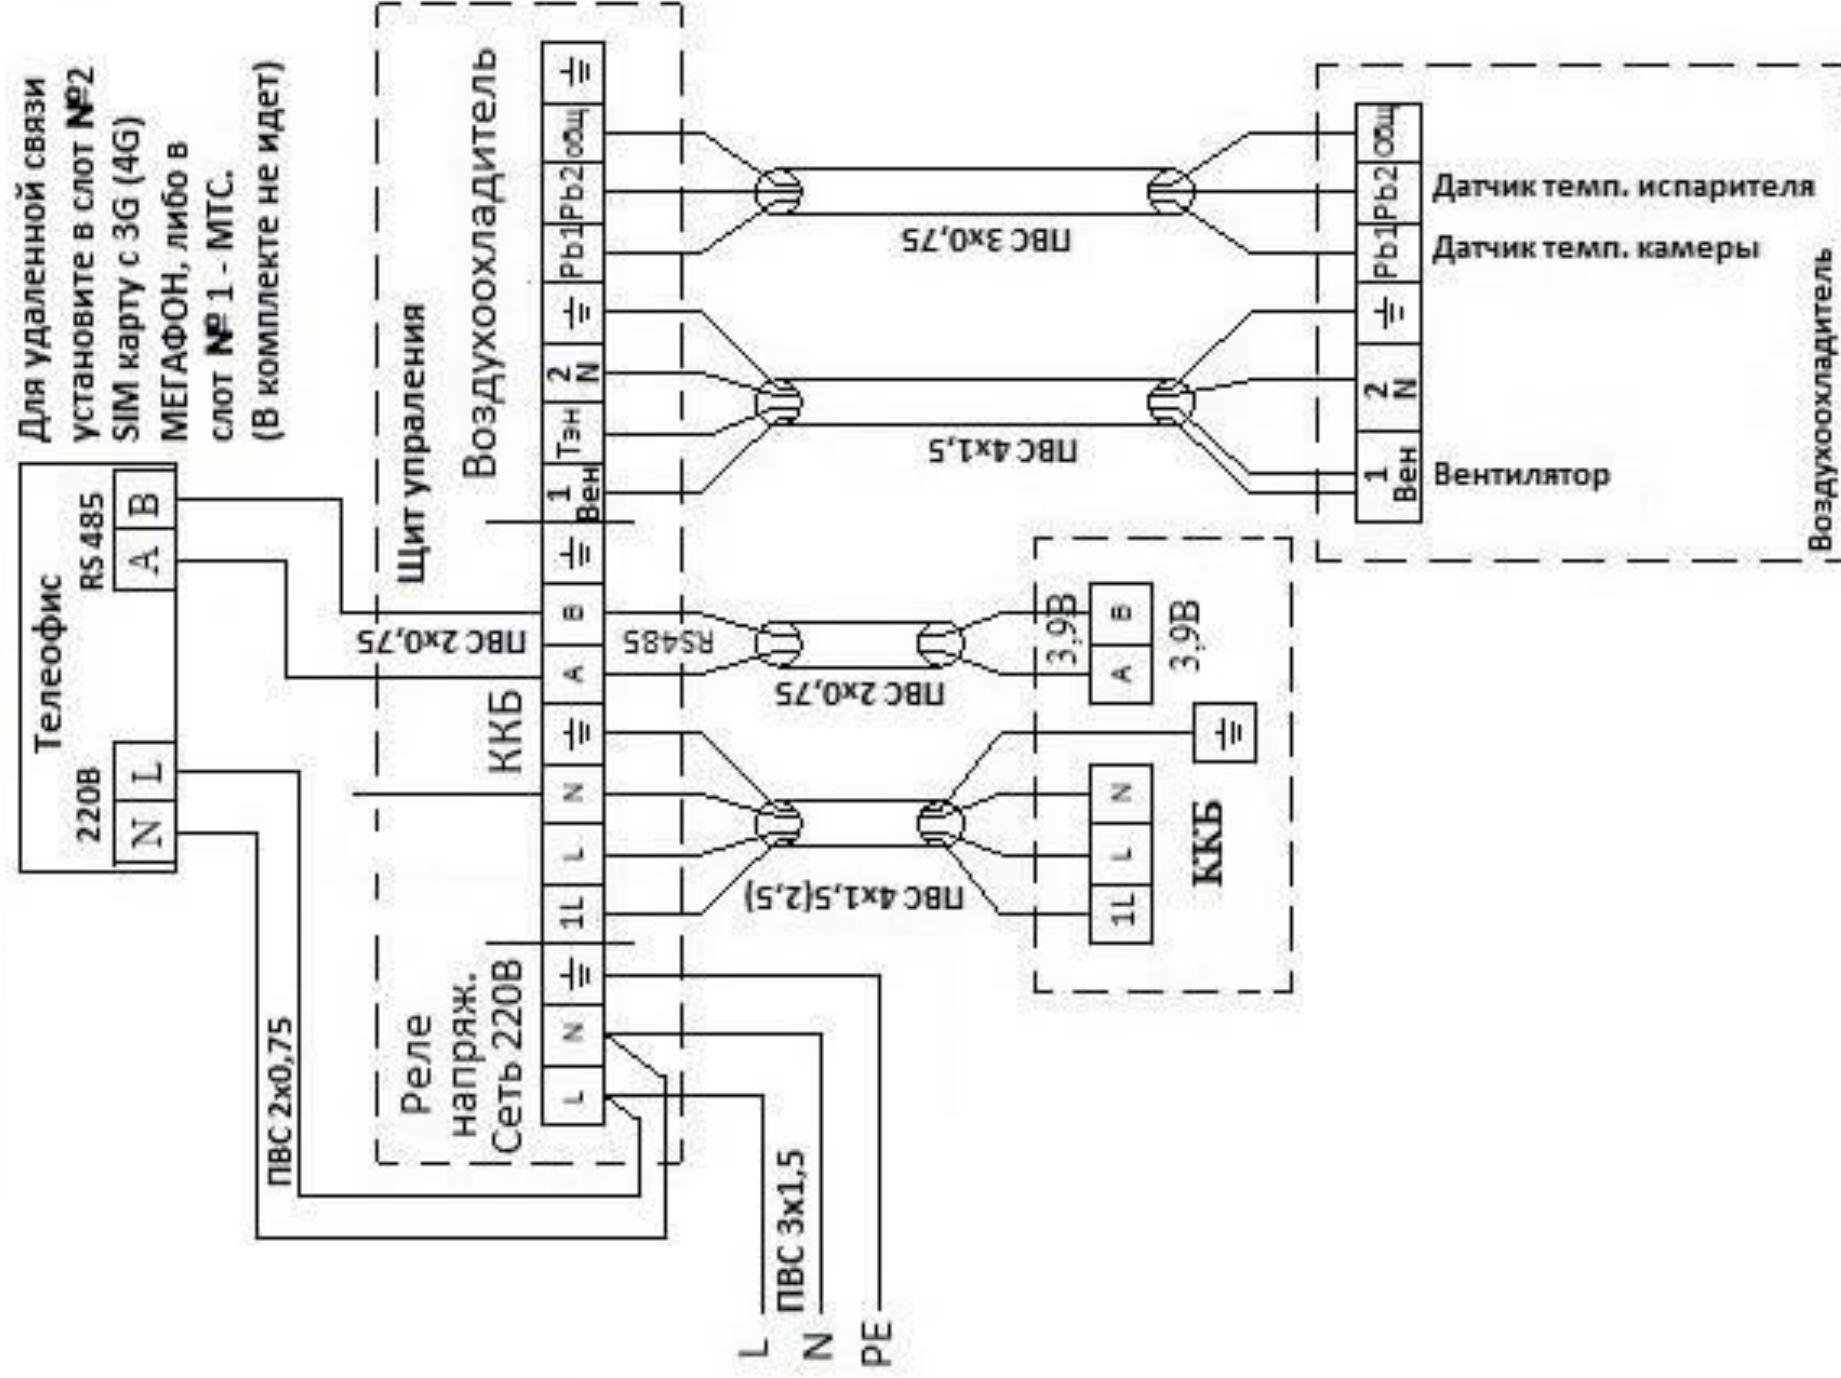 Для удаленной связи
установите в слот №2
SIM карту с 3G (4G)
МЕГАФОН, либо в
слот № 1 - МТС.
(В комплекте не идет)
Телеофис
220В
RS 485
N
L
A
B
ПВС 2х0,75
ПВС 2х0,75
Щит управления
Реле
напряж.
Сеть 220В
ККБ
Воздухоохладитель
L
N
1L
L
N
A
B
1
Вен
Тэн
2
N
Pb1
Pb2
общ
RS485
L
N
PE
ПВС 3х1,5
ПВС 4х1,5(2,5)
ПВС 2х0,75
ПВС 4х1,5
ПВС 3х0,75
1L
L
N
A
B
3,9В
3,9В
ККБ
1
Вен
2
N
Pb1
Pb2
общ
Вентилятор
Датчик темп. камеры
Датчик темп. испарителя
Воздухоохладитель